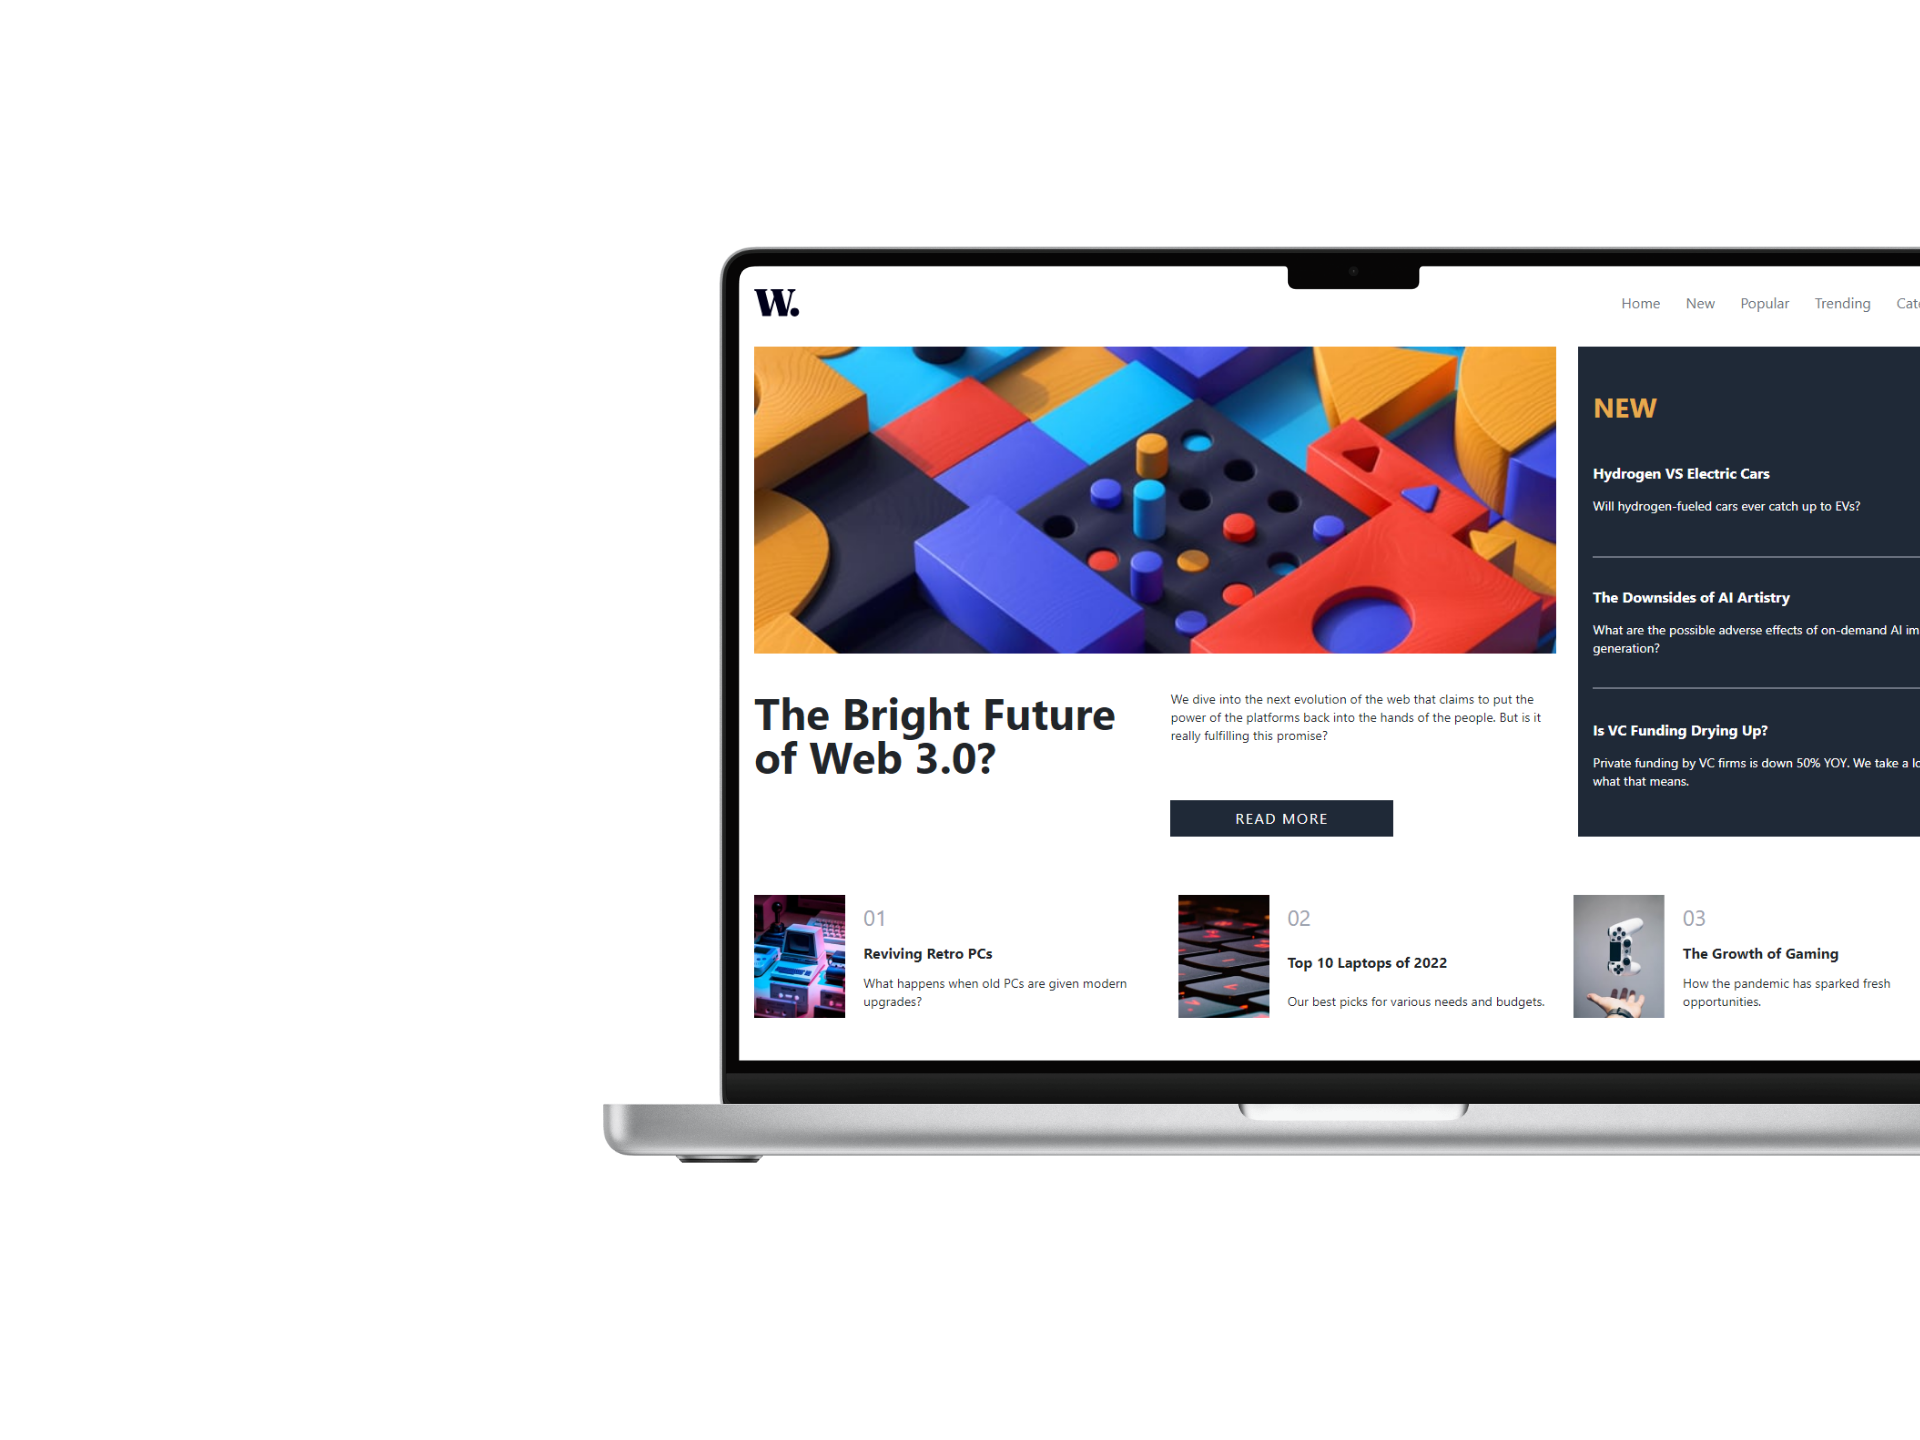 W.
Home New Popular Trending
NEW
Hydrogen VS Electric Cars
Will hydrogen-fueled cars ever catch up to EVs?
The Downsides of AI Artistry
What are the possible adverse effects of on-demand AI
generation?
Is VC Funding Drying Up?
Private funding by VC firms is down 50% YOY. We take a
what that means.
The Bright Future
of Web 3.0?
We dive into the next evolution of the web that claims to put the
power of the platforms back into the hands of the people. But is it
really fulfilling this promise?
READ MORE
01
Reviving Retro PCs
What happens when old PCs are given modern
upgrades?
02
Top 10 Laptops of 2022
Our best picks for various needs and budgets.
03
The Growth of Gaming
How the pandemic has sparked fresh
opportunities.